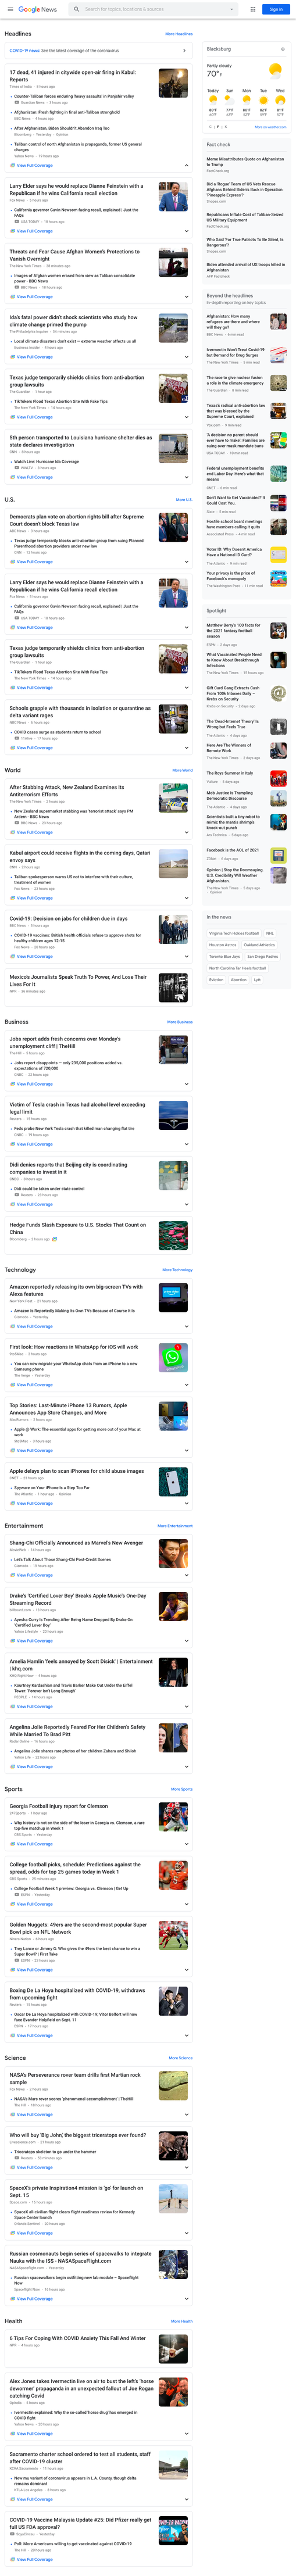 Google News
Search for topics, locations & sources
Sign in
Headlines
More Headlines
COVID-19 news: See the latest coverage of the coronavirus
17 dead, 41 injured in citywide open-air firing in Kabul:
Reports
Counter-Taliban forces enduring 'heavy assaults' in Panjshir valley
Taliban control of north Afghanistan is propaganda, former US general
charges
View Full Coverage
Larry Elder says he would replace Dianne Feinstein with a
Republican if he wins California recall election
California governor Gavin Newsom facing recall, explained | Just the
FAQs
View Full Coverage
Threats and Fear Cause Afghan Women's Protections to
Vanish Overnight
Images of Afghan women erased from view as Taliban consolidate
power - BBC News
View Full Coverage
Ida's fatal power didn't shock scientists who study how
climate change primed the pump
Local climate disasters don't exist — extreme weather affects us all
View Full Coverage
Texas judge temporarily shields clinics from anti-abortion
group lawsuits
TikTokers Flood Texas Abortion Site With Fake Tips
View Full Coverage
5th person transported to Louisiana hurricane shelter dies as
state declares investigation
Watch Live: Hurricane Ida Coverage
View Full Coverage
U.S.
More U.S.
Democrats plan vote on abortion rights bill after Supreme
Court doesn't block Texas law
Texas judge temporarily blocks anti-abortion group from suing Planned
Parenthood abortion providers under new law
View Full Coverage
Larry Elder says he would replace Dianne Feinstein with a
Republican if he wins California recall election
California governor Gavin Newsom facing recall, explained | Just the
FAQs
View Full Coverage
Texas judge temporarily shields clinics from anti-abortion
group lawsuits
TikTokers Flood Texas Abortion Site With Fake Tips
View Full Coverage
Schools grapple with thousands in isolation or quarantine as
delta variant rages
COVID cases surge as students return to school
View Full Coverage
World
More World
After Stabbing Attack, New Zealand Examines Its
Antiterrorism Efforts
New Zealand supermarket stabbing was 'terrorist attack' says PM
Ardern - BBC News
View Full Coverage
Kabul airport could receive flights in the coming days, Qatari
envoy says
Taliban spokesperson warns US not to interfere with their culture,
treatment of women
View Full Coverage
Covid-19: Decision on jabs for children due in days
COVID-19 vaccines: British health officials refuse to approve shots for
healthy children ages 12-15
View Full Coverage
Mexico's Journalists Speak Truth To Power, And Lose Their
Lives For It
Business
More Business
Jobs report adds fresh concerns over Monday's
unemployment cliff | TheHill
Jobs report disappoints — only 235,000 positions added vs.
expectations of 720,000
View Full Coverage
Victim of Tesla crash in Texas had alcohol level exceeding
legal limit
Feds probe New York Tesla crash that killed man changing flat tire
View Full Coverage
Didi denies reports that Beijing city is coordinating
companies to invest in it
Didi could be taken under state control
View Full Coverage
Hedge Funds Slash Exposure to U.S. Stocks That Count on
China
Technology
More Technology
Amazon reportedly releasing its own big-screen TVs with
Alexa features
Amazon Is Reportedly Making Its Own TVs Because of Course It Is
View Full Coverage
First look: How reactions in WhatsApp for iOS will work
You can now migrate your WhatsApp chats from an iPhone to a new
Samsung phone
View Full Coverage
Top Stories: Last-Minute iPhone 13 Rumors, Apple
Announces App Store Changes, and More
Apple @ Work: The essential apps for getting more out of your Mac at
work
View Full Coverage
Apple delays plan to scan iPhones for child abuse images
Spyware on Your iPhone Is a Step Too Far
View Full Coverage
Entertainment
More Entertainment
Shang-Chi Officially Announced as Marvel's New Avenger
Let's Talk About Those Shang-Chi Post-Credit Scenes
View Full Coverage
Drake's 'Certified Lover Boy' Breaks Apple Music's One-Day
Streaming Record
Ayesha Curry Is Trending After Being Name Dropped By Drake On
'Certified Lover Boy'
View Full Coverage
Amelia Hamlin 'feels annoyed by Scott Disick' | Entertainment
| khq.com
Kourtney Kardashian and Travis Barker Make Out Under the Eiffel
Tower: 'Forever Isn't Long Enough'
View Full Coverage
Angelina Jolie Reportedly Feared For Her Children's Safety
While Married To Brad Pitt
Angelina Jolie shares rare photos of her children Zahara and Shiloh
View Full Coverage
Sports
More Sports
Georgia Football injury report for Clemson
Why history is not on the side of the loser in Georgia vs. Clemson, a rare
top-five matchup in Week 1
View Full Coverage
College football picks, schedule: Predictions against the
spread, odds for top 25 games today in Week 1
College Football Week 1 preview: Georgia vs. Clemson | Get Up
View Full Coverage
Golden Nuggets: 49ers are the second-most popular Super
Bowl pick on NFL Network
Trey Lance or Jimmy G: Who gives the 49ers the best chance to win a
Super Bowl? | First Take
View Full Coverage
Boxing De La Hoya hospitalized with COVID-19, withdraws
from upcoming fight
Oscar De La Hoya hospitalized with COVID-19, Vitor Belfort will now
face Evander Holyfield on Sept. 11
View Full Coverage
Science
More Science
NASA's Perseverance rover team drills first Martian rock
sample
NASA's Mars rover scores 'phenomenal accomplishment' | TheHill
View Full Coverage
Who will buy 'Big John,' the biggest triceratops ever found?
Triceratops skeleton to go under the hammer
View Full Coverage
SpaceX's private Inspiration4 mission is 'go' for launch on
Sept. 15
SpaceX all-civilian flight clears flight-readiness review for Kennedy
Space Center launch
View Full Coverage
Russian cosmonauts begin series of spacewalks to integrate
Nauka with the ISS - NASASpaceFlight.com
Russian spacewalkers begin outfitting new lab module – Spaceflight
Now
View Full Coverage
Health
More Health
6 Tips For Coping With COVID Anxiety This Fall And Winter
Alex Jones takes Ivermectin live on air to bust the left's 'horse
dewormer' propaganda in an unexpected fallout of Joe Rogan
catching Covid
Ivermectin explained: Why the so-called horse drug has emerged in
COVID fight
View Full Coverage
Sacramento charter school ordered to test all students, staff
after COVID-19 cluster
New mu variant of coronavirus appears in L.A. County, though delta
remains dominant
View Full Coverage
COVID-19 Vaccine Malaysia Update #25: Did Pfizer really get
full US FDA approval?
Poll: More Americans willing to get vaccinated against COVID-19
View Full Coverage
Blacksburg
Partly cloudy
70°F
Today Sun Mon Tue Wed
More on weather.com
Fact check
Meme Misattributes Quote on Afghanistan
to Trump
FactCheck.org
Did a 'Rogue' Team of US Vets Rescue
Afghans Behind Biden's Back in Operation
'Pineapple Express'?
Snopes.com
Republicans Inflate Cost of Taliban Seized
US Military Equipment
FactCheck.org
Who Said 'For True Patriots To Be Silent, Is
Dangerous'?
Snopes.com
Biden attended arrival of US troops killed in
Afghanistan
AFP Factcheck
Beyond the headlines
In-depth reporting on key topics
Afghanistan: How many
refugees are there and where
will they go?
Ivermectin Won't Treat Covid-19
but Demand for Drug Surges
The race to give nuclear fusion
a role in the climate emergency
Texas's radical anti-abortion law
that was blessed by the
Supreme Court, explained
'A decision no parent should
ever have to make': Families are
suing over mask mandate bans
Federal unemployment benefits
and Labor Day: Here's what that
means
Don't Want to Get Vaccinated? It
Could Cost You
Hostile school board meetings
have members calling it quits
Voter ID: Why Doesn't America
Have a National ID Card?
Your privacy is the price of
Facebook's monopoly
Spotlight
Matthew Berry's 100 facts for
the 2021 fantasy football
season
What Vaccinated People Need
to Know About Breakthrough
Infections
Gift Card Gang Extracts Cash
From 100k Inboxes Daily –
Krebs on Security
The 'Dead-Internet Theory' Is
Wrong but Feels True
Here Are The Winners of
Remote Work
The Rays Summer in Italy
Mob Justice Is Trampling
Democratic Discourse
Scientists built a tiny robot to
mimic the mantis shrimp's
knock-out punch
Facebook is the AOL of 2021
Opinion | Stop the Doomsaying.
U.S. Credibility Will Weather
Afghanistan.
In the news
Virginia Tech Hokies football
NHL
Houston Astros
Oakland Athletics
Toronto Blue Jays
San Diego Padres
North Carolina Tar Heels football
Eviction
Abortion
Lyft